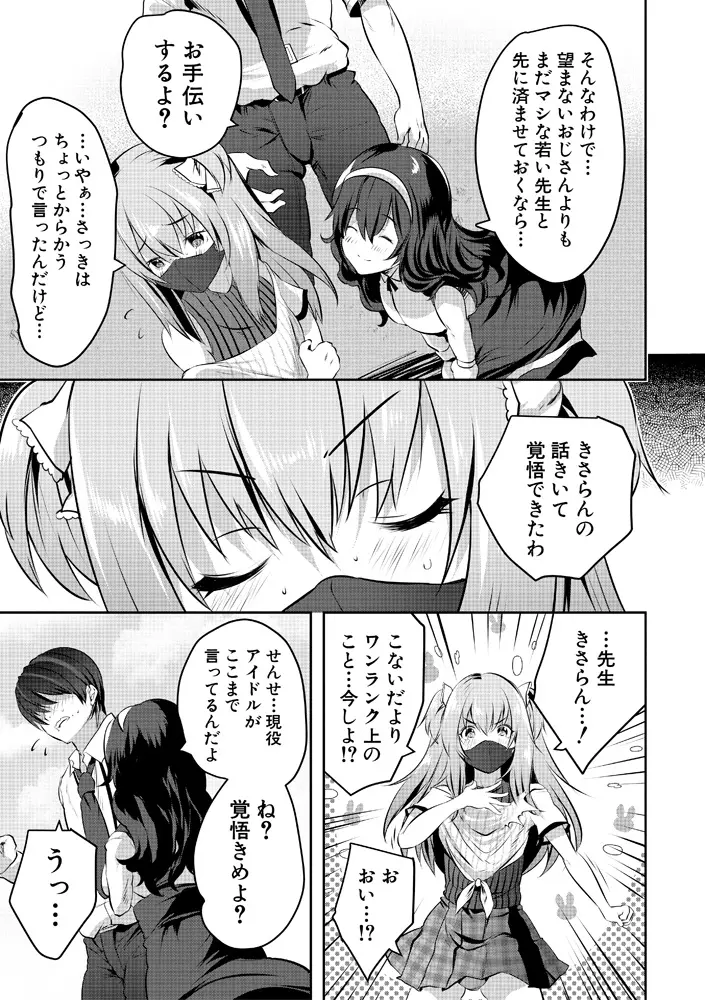 そんなわけで…
望まないおじさんよりも
まだマシな若い先生と
先に済ませておくなら…
お手伝い
するよ？
…いやぁ…さっきは
ちょっとからかう
つもりで言ったんだけど…
きさらんの
話きいて
覚悟できたわ
…先生
きさらん…！
こないだより
ワンランク上の
こと…今しよ!?
お
おい…!?
せんせ…現役
アイドルが
ここまで
言ってるんだよ
ね？
覚悟きめよ？
うっ…